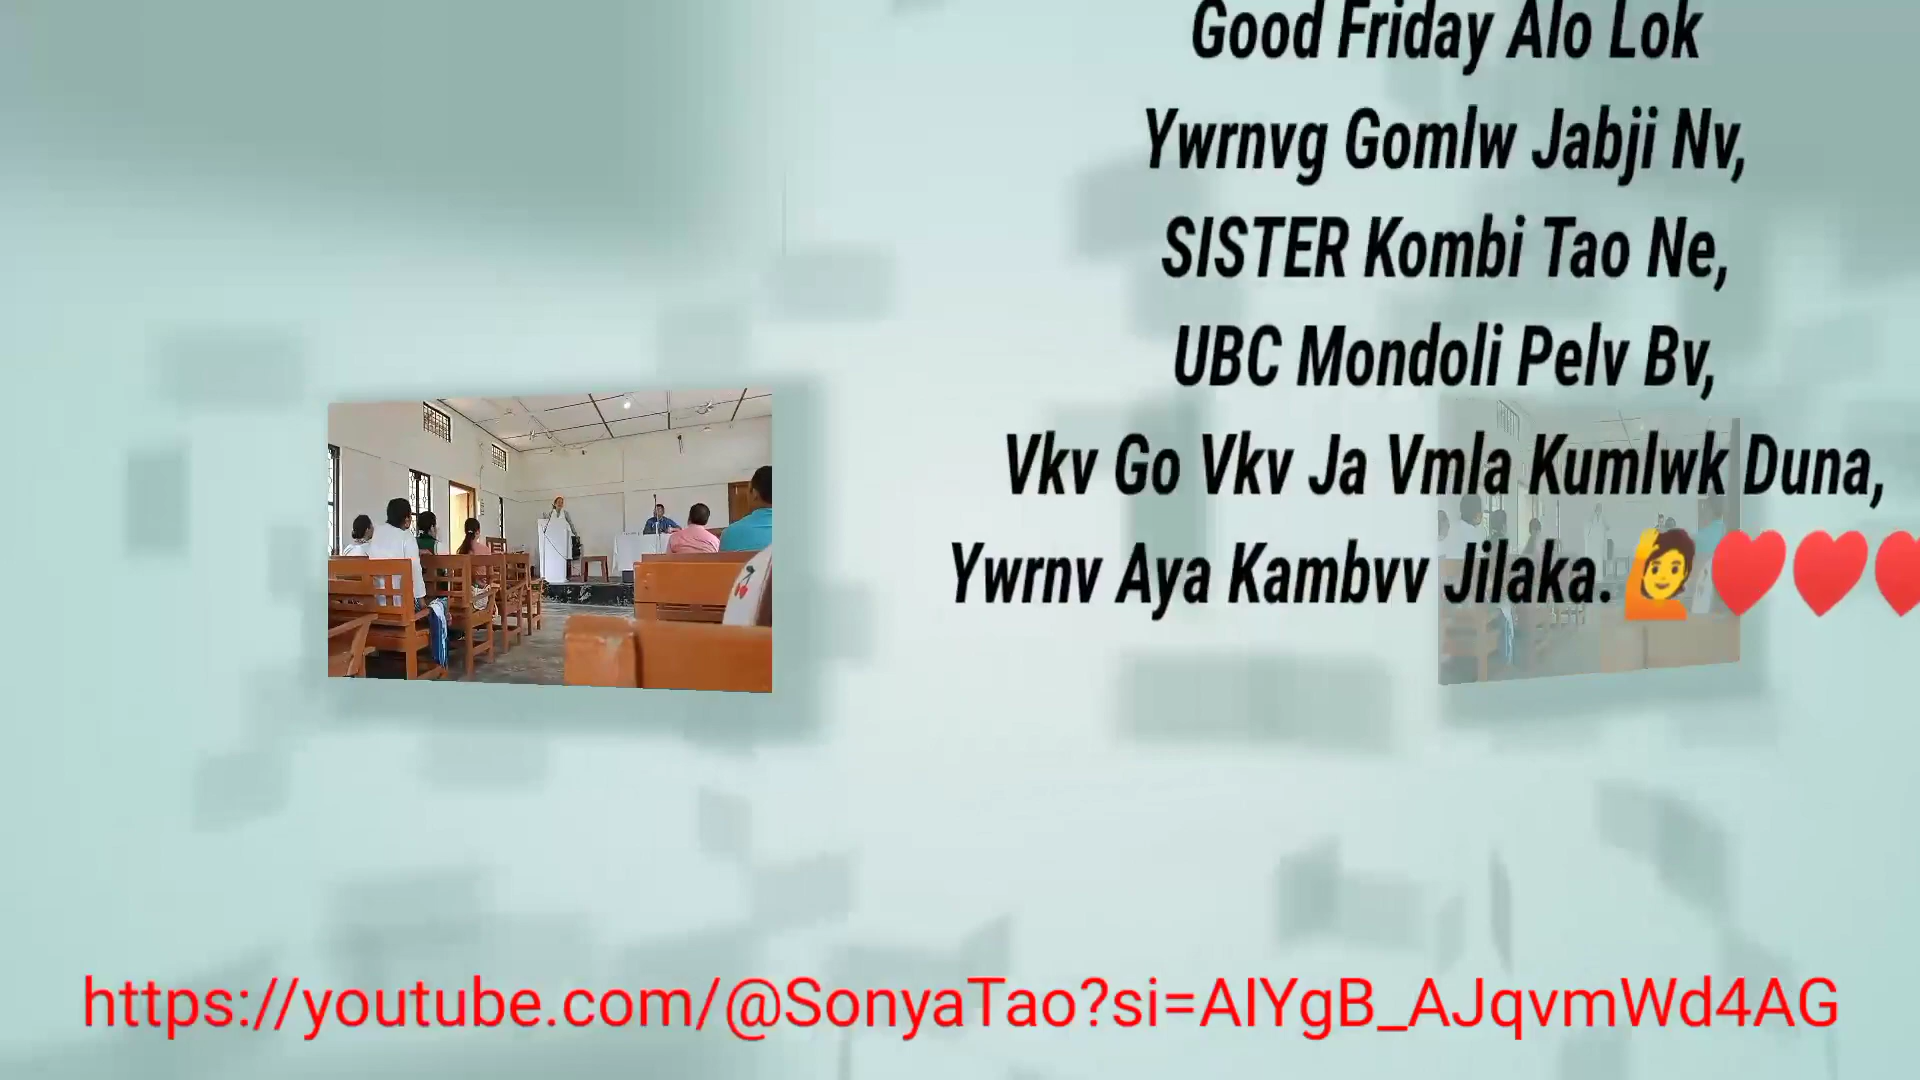 Good Friday Alo Lok
Ywrnvg Gomlw Jabji Nv,
SISTER Kombi Tao Ne,
UBC Mondoli Pelv Bv,
Vkv Go Vkv Ja Vmla Kumlwk Duna,
Ywrnv Aya Kambvv Jilaka. 🙋♥️♥️♥️
https://youtube.com/@SonyaTao?si=AIYgB_AJqvmWd4AG